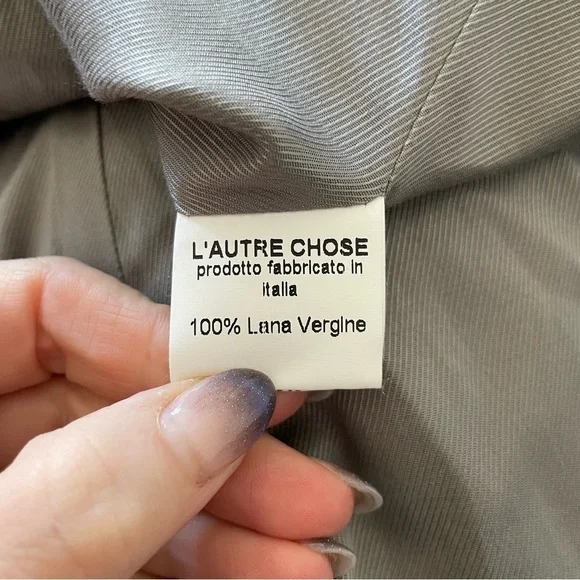 L'AUTRE CHOSE
prodotto fabbricato in
italia
100% Lana Vergine